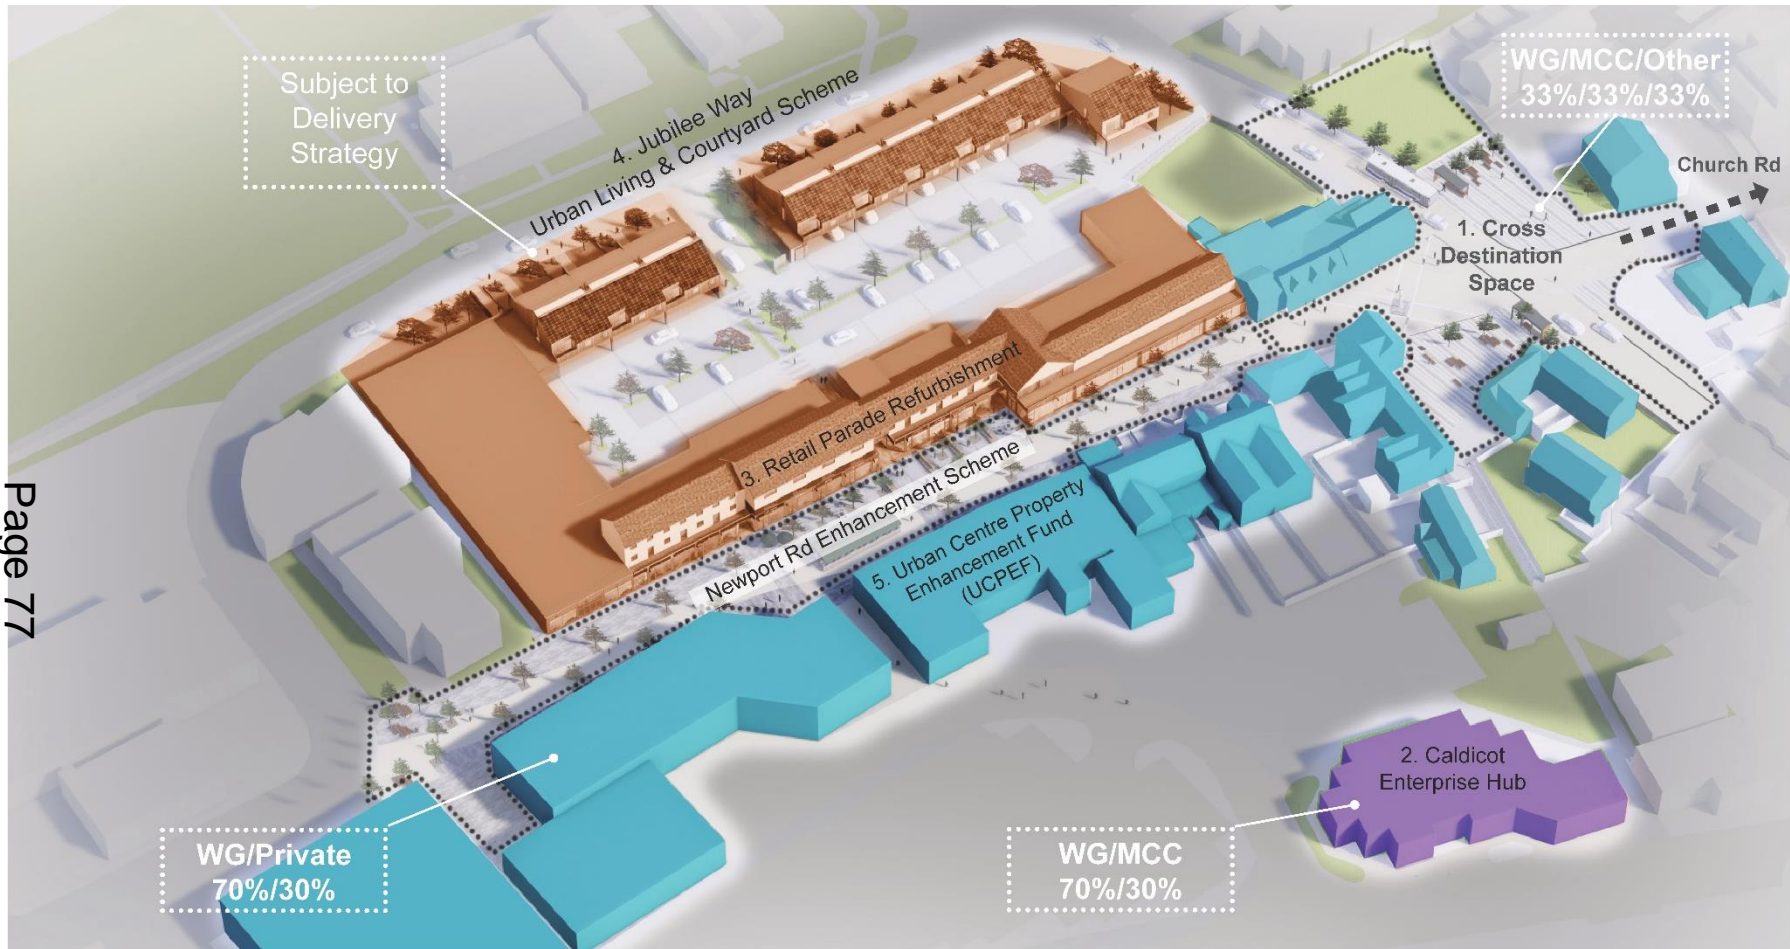 Subject to
Delivery
Strategy
4. Jubilee Way
Urban Living & Courtyard Scheme
WG/MCC/Other
33%/33%/33%
Church Rd
1. Cross
Destination
Space
3. Retail Parade Refurbishment
Newport Rd Enhancement Scheme
5. Urban Centre Property
Enhancement Fund
(UCPEF)
2. Caldicot
Enterprise Hub
WG/Private
70%/30%
WG/MCC
70%/30%
Page 77